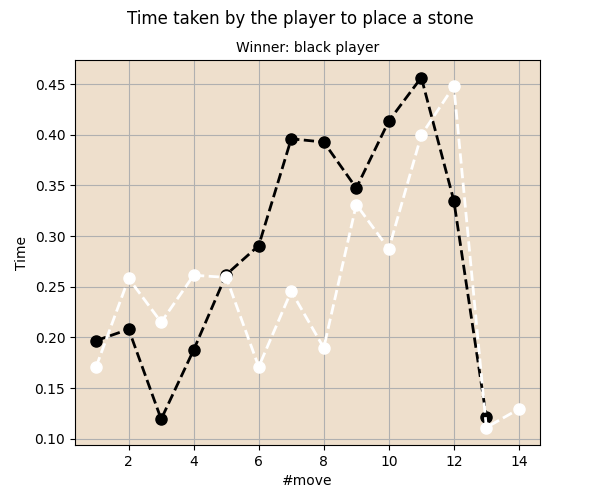 Time taken by the player to place a stone
Winner: black player
0.45
0.40
0.35
0.30
0.25
0.20
0.15
0.10
Time
2 4 6 8 10 12 14
#move